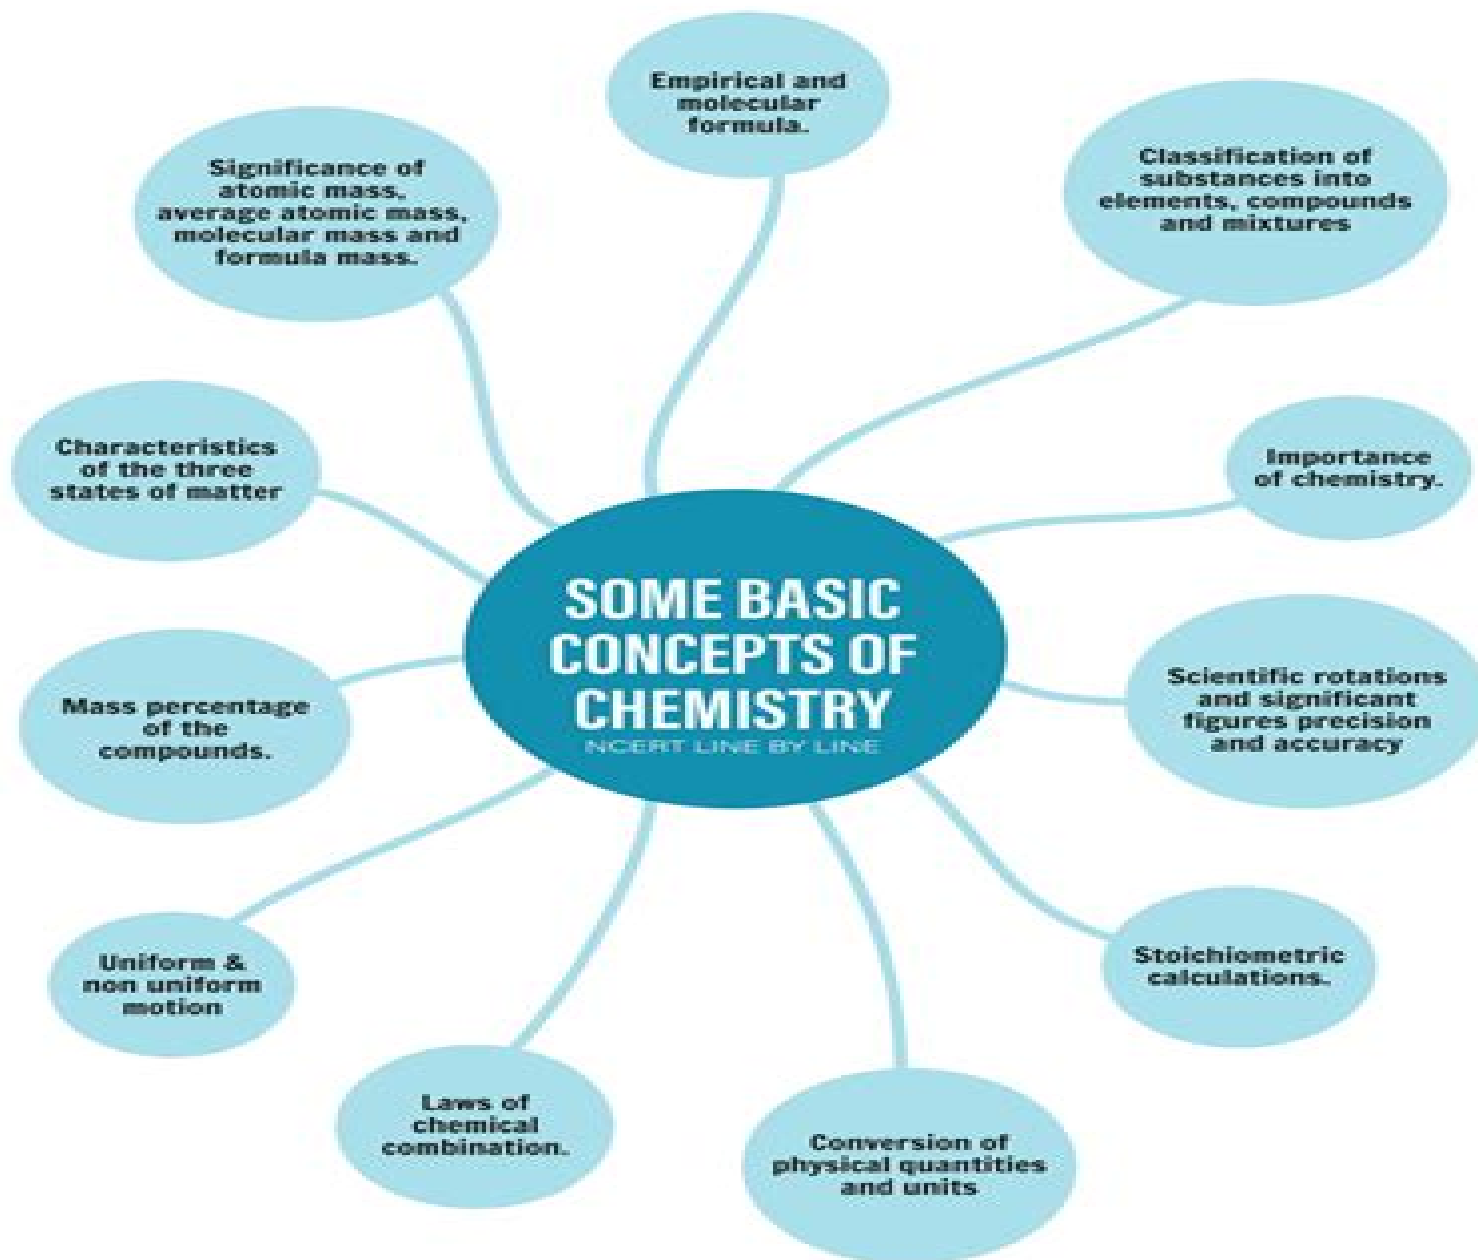 Empirical and
molecular
formula.
Classification of
substances into
elements, compounds
and mixtures
Significance of
atomic mass,
average atomic mass,
molecular mass and
formula mass.
Importance
of chemistry.
Characteristics
of the three
states of matter
SOME BASIC
CONCEPTS OF
CHEMISTRY
NCERT LINE BY LINE
Scientific rotations
and significant
figures precision
and accuracy
Mass percentage
of the
compounds.
Stoichiometric
calculations.
Uniform &
non uniform
motion
Laws of
chemical
combination.
Conversion of
physical quantities
and units